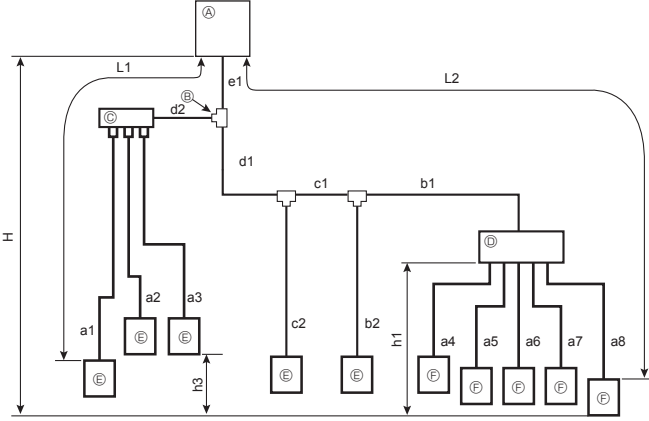 Ⓐ
L1
e1
L2
Ⓑ
Ⓒ
d2
d1
c1
b1
H
Ⓓ
a1
a2
a3
c2
b2
h1
a4
a5
a6
a7
a8
Ⓔ
Ⓔ
Ⓔ
Ⓔ
Ⓔ
h3
Ⓕ
Ⓕ
Ⓕ
Ⓕ
Ⓕ